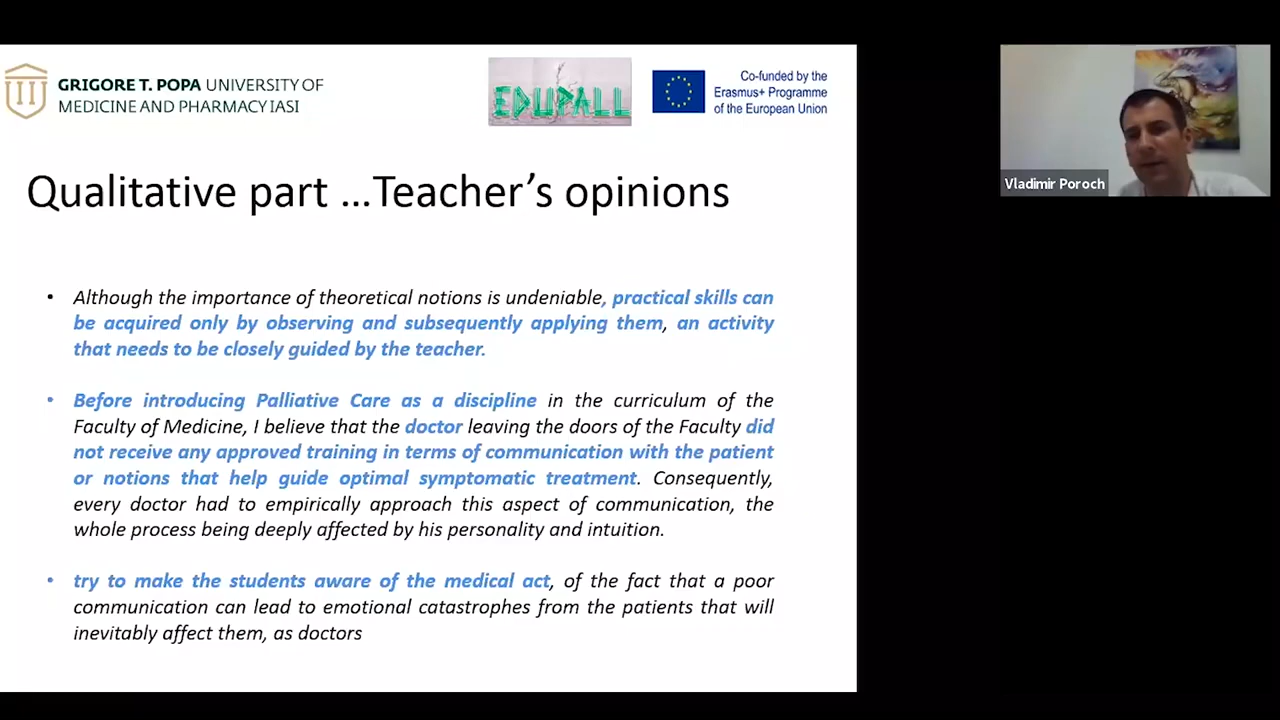 GRIGORE T. POPA UNIVERSITY OF
MEDICINE AND PHARMACY IASI
EDUPALL
Co-funded by the
Erasmus+ Programme
of the European Union
Vladimir Poroch
Qualitative part ...Teacher’s opinions
• Although the importance of theoretical notions is undeniable, practical skills can
be acquired only by observing and subsequently applying them, an activity
that needs to be closely guided by the teacher.
• Before introducing Palliative Care as a discipline in the curriculum of the
Faculty of Medicine, I believe that the doctor leaving the doors of the Faculty did
not receive any approved training in terms of communication with the patient
or notions that help guide optimal symptomatic treatment. Consequently,
every doctor had to empirically approach this aspect of communication, the
whole process being deeply affected by his personality and intuition.
• try to make the students aware of the medical act, of the fact that a poor
communication can lead to emotional catastrophes from the patients that will
inevitably affect them, as doctors